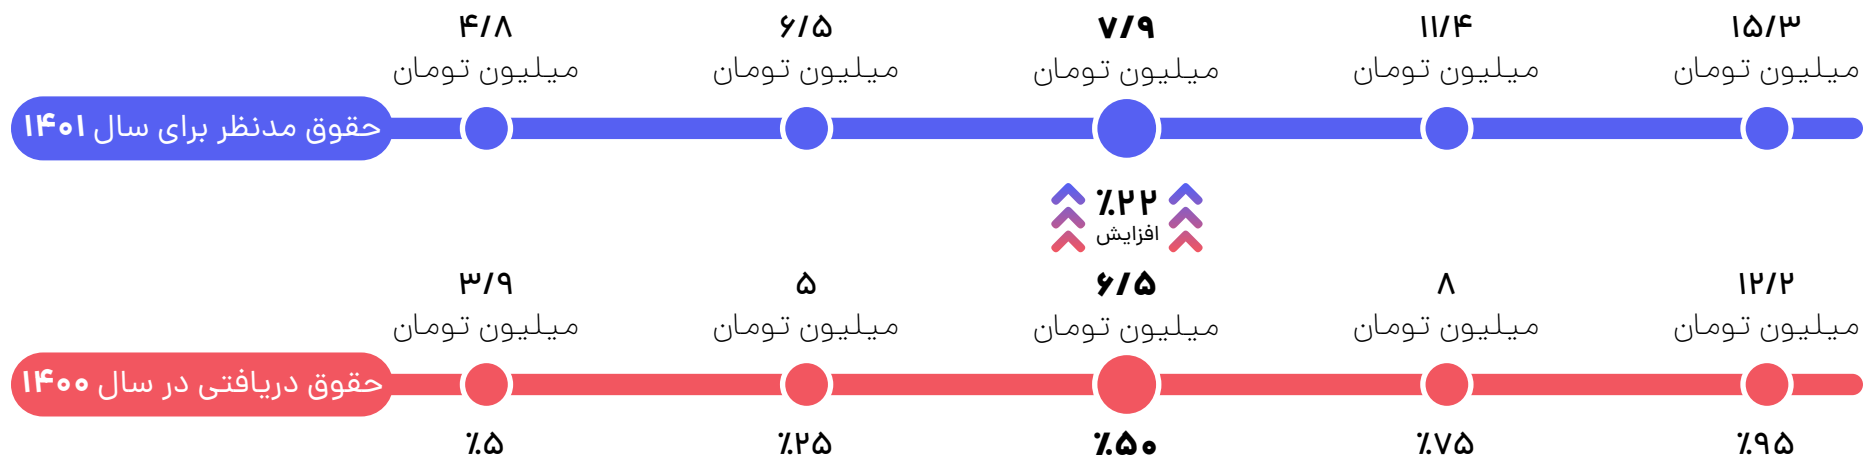 ۴/۸
میلیون تومان
۶/۵
میلیون تومان
۷/۹
میلیون تومان
۱۱/۴
میلیون تومان
۱۵/۳
میلیون تومان
حقوق مدنظر برای سال ۱۴۰۱
٪۲۲
افزایش
۳/۹
میلیون تومان
۵
میلیون تومان
۶/۵
میلیون تومان
۸
میلیون تومان
۱۲/۲
میلیون تومان
حقوق دریافتی در سال ۱۴۰۰
٪۵
٪۲۵
٪۵۰
٪۷۵
٪۹۵